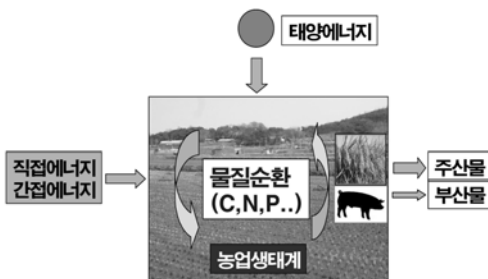 태양에너지
직접에너지
간접에너지
물질순환
(C,N,P..)
주산물
부산물
농업생태계